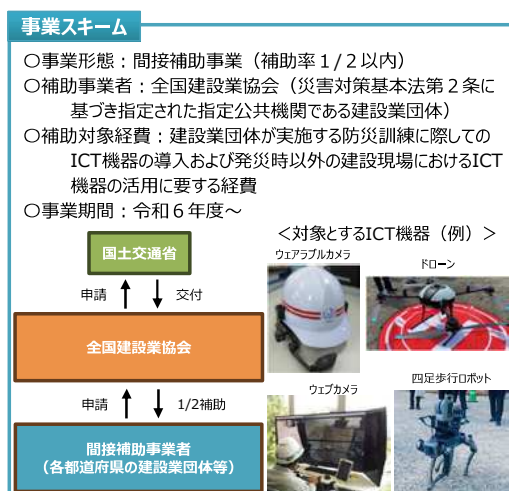 事業スキーム
〇事業形態：間接補助事業（補助率１/２以内）
〇補助事業者：全国建設業協会（災害対策基本法第２条に
基づき指定された指定公共機関である建設業団体）
〇補助対象経費：建設業団体が実施する防災訓練に際しての
ICT機器の導入および発災時以外の建設現場におけるICT
機器の活用に要する経費
〇事業期間：令和６年度～
＜対象とするICT機器（例）＞
国土交通省
ウェアラブルカメラ
ドローン
申請
交付
全国建設業協会
ウェブカメラ
四足歩行ロボット
申請
1/2補助
間接補助事業者
（各都道府県の建設業団体等）